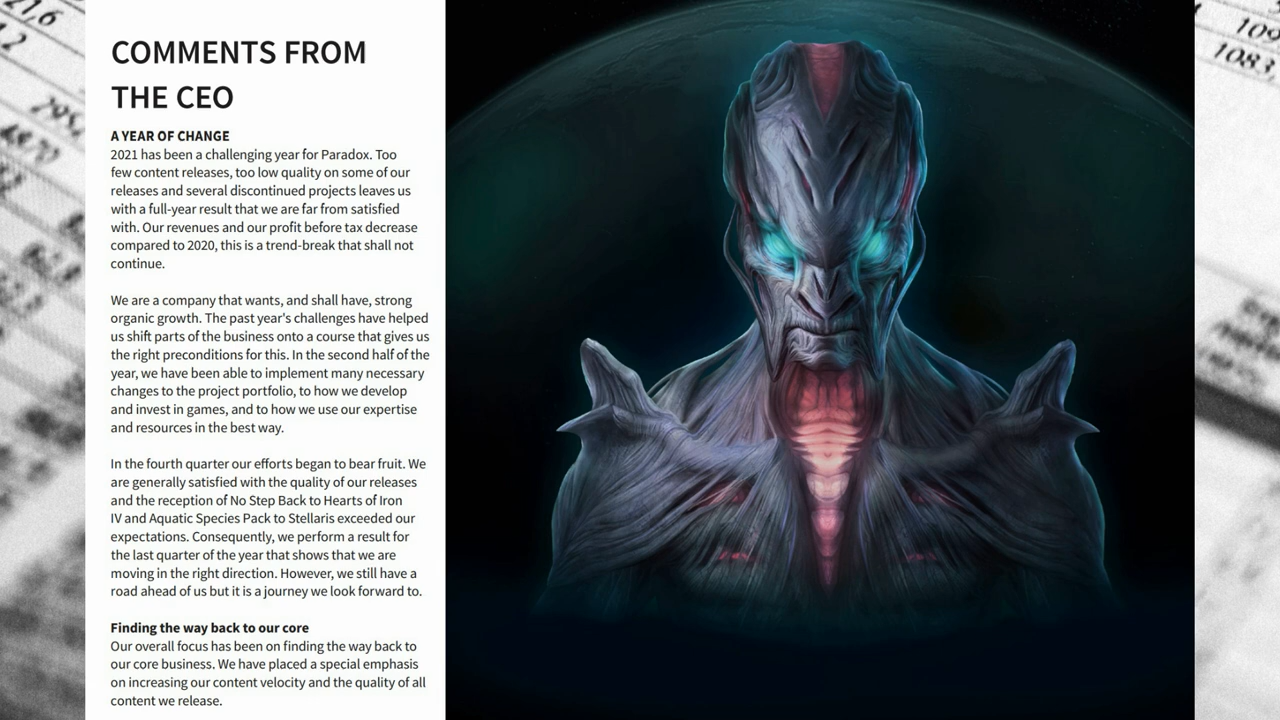 COMMENTS FROM
THE CEO
A YEAR OF CHANGE
2021 has been a challenging year for Paradox. Too
few content releases, too low quality on some of our
releases and several discontinued projects leaves us
with a full-year result that we are far from satisfied
with. Our revenues and our profit before tax decrease
compared to 2020, this is a trend-break that shall not
continue.
We are a company that wants, and shall have, strong
organic growth. The past year's challenges have helped
us shift parts of the business onto a course that gives us
the right preconditions for this. In the second half of the
year, we have been able to implement many necessary
changes to the project portfolio, to how we develop
and invest in games, and to how we use our expertise
and resources in the best way.
In the fourth quarter our efforts began to bear fruit. We
are generally satisfied with the quality of our releases
and the reception of No Step Back to Hearts of Iron
IV and Aquatic Species Pack to Stellaris exceeded our
expectations. Consequently, we perform a result for
the last quarter of the year that shows that we are
moving in the right direction. However, we still have a
road ahead of us but it is a journey we look forward to.
Finding the way back to our core
Our overall focus has been on finding the way back to
our core business. We have placed a special emphasis
on increasing our content velocity and the quality of all
content we release.